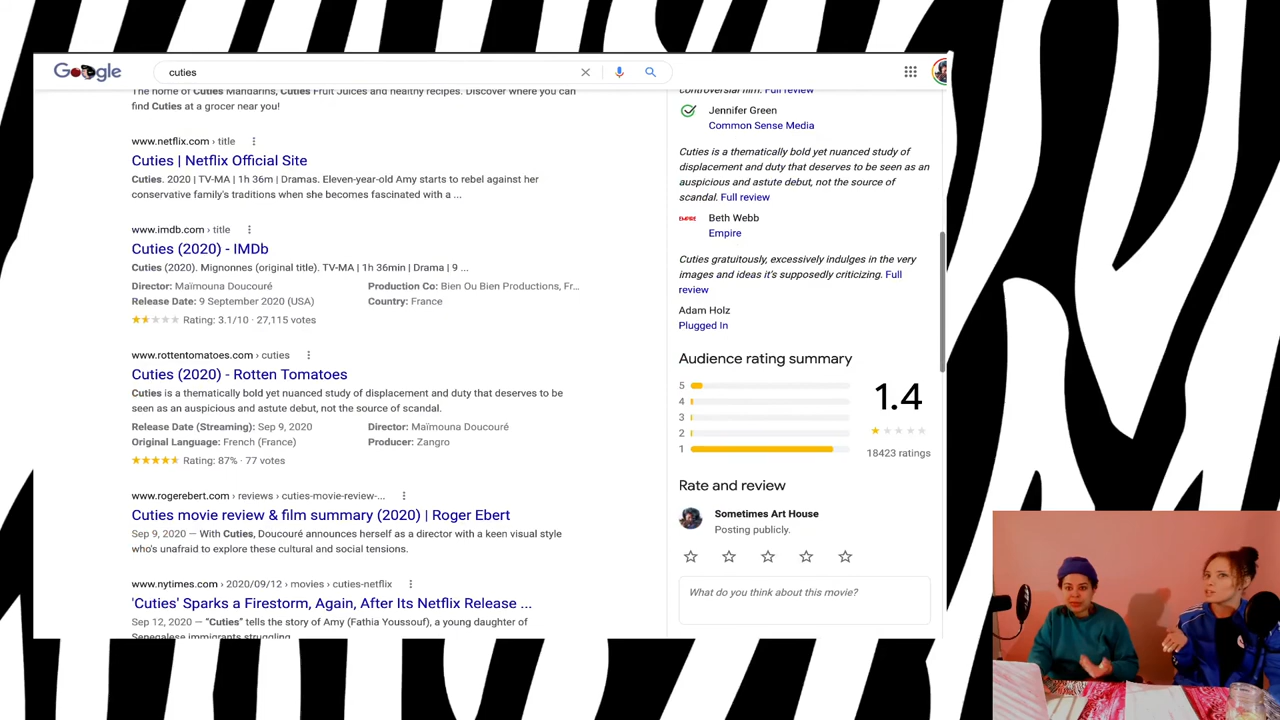 Google
cuties
The home of Cuties Mandarins, Cuties Fruit Juices and healthy recipes. Discover where you can
find Cuties at a grocer near you!
www.netflix.com › title
Cuties | Netflix Official Site
Cuties. 2020 | TV-MA | 1h 36m | Dramas. Eleven-year-old Amy starts to rebel against her
conservative family's traditions when she becomes fascinated with a ...
www.imdb.com › title
Cuties (2020) - IMDb
Cuties (2020). Mignonnes (original title). TV-MA | 1h 36min | Drama | 9 ...
Director: Maïmouna Doucouré
Production Co: Bien Ou Bien Productions, Fr...
Release Date: 9 September 2020 (USA)
Country: France
Rating: 3.1/10 · 27,115 votes
www.rottentomatoes.com › cuties
Cuties (2020) - Rotten Tomatoes
Cuties is a thematically bold yet nuanced study of displacement and duty that deserves to be
seen as an auspicious and astute debut, not the source of scandal.
Release Date (Streaming): Sep 9, 2020
Director: Maïmouna Doucouré
Original Language: French (France)
Producer: Zangro
Rating: 87% · 77 votes
www.rogerebert.com › reviews › cuties-movie-review-...
Cuties movie review & film summary (2020) | Roger Ebert
Sep 9, 2020 — With Cuties, Doucouré announces herself as a director with a keen visual style
who's unafraid to explore these cultural and social tensions.
www.nytimes.com › 2020/09/12 › movies › cuties-netflix
'Cuties' Sparks a Firestorm, Again, After Its Netflix Release ...
Sep 12, 2020 — “Cuties” tells the story of Amy (Fathia Youssouf), a young daughter of
Senegalese immigrants struggling
controversial film. Full review
Jennifer Green
Common Sense Media
Cuties is a thematically bold yet nuanced study of
displacement and duty that deserves to be seen as an
auspicious and astute debut, not the source of
scandal. Full review
EMPIRE
Beth Webb
Empire
Cuties gratuitously, excessively indulges in the very
images and ideas it’s supposedly criticizing. Full
review
Adam Holz
Plugged In
Audience rating summary
5
4
3
2
1
1.4
18423 ratings
Rate and review
Sometimes Art House
Posting publicly.
What do you think about this movie?